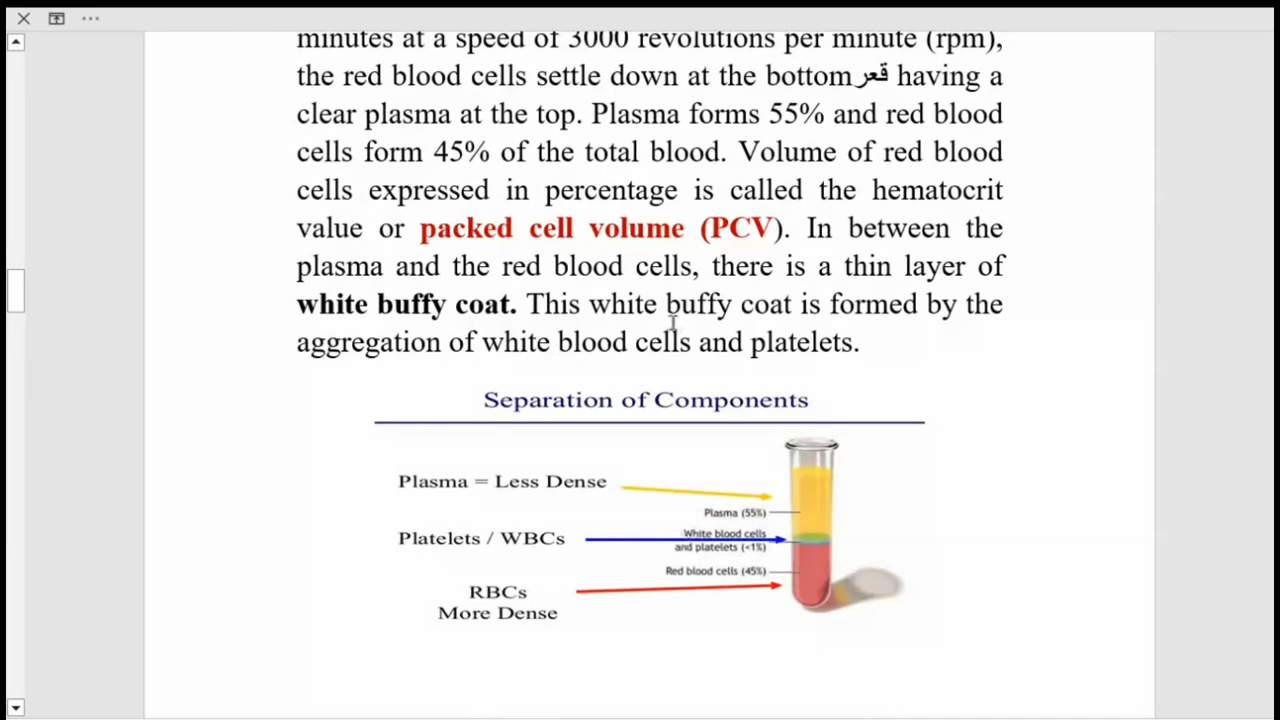 minutes at a speed of 3000 revolutions per minute (rpm),
the red blood cells settle down at the bottom قعر having a
clear plasma at the top. Plasma forms 55% and red blood
cells form 45% of the total blood. Volume of red blood
cells expressed in percentage is called the hematocrit
value or packed cell volume (PCV). In between the
plasma and the red blood cells, there is a thin layer of
white buffy coat. This white buffy coat is formed by the
aggregation of white blood cells and platelets.
Separation of Components
Plasma = Less Dense
Plasma (55%)
Platelets / WBCs
White blood cells
and platelets (<1%)
Red blood cells (45%)
RBCs
More Dense